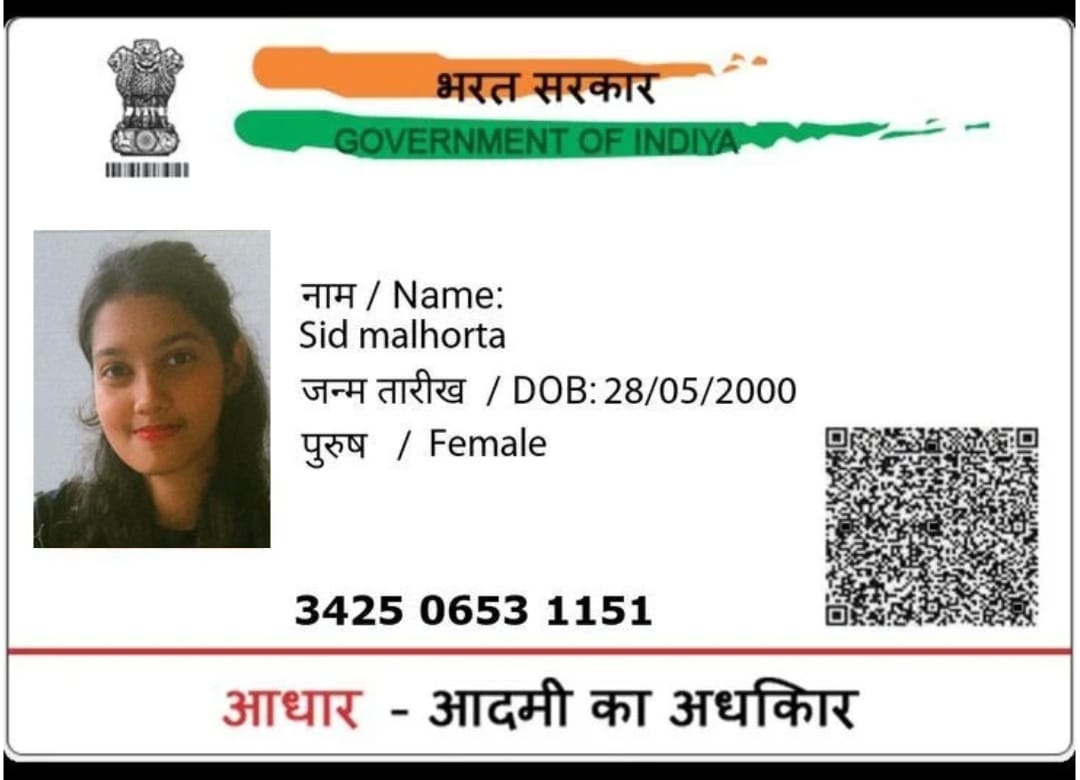 भरत सरकार
GOVERNMENT OF INDIYA
नाम / Name:
Sid malhorta
जन्म तारीख / DOB: 28/05/2000
पुरुष / Female
3425 0653 1151
आधार - आदमी का अधकिार